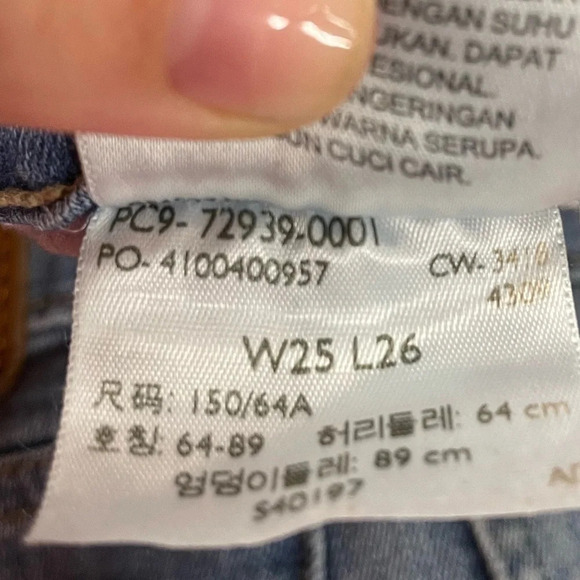 ENGAN SUHU
UKAN. DAPAT
ESIONAL.
NGERINGAN
WARNA SERUPA.
UN CUCI CAIR.
PC9- 72939-0001
PO- 4100400957 CW-
W25 L26
尺码: 150/64A
호칭: 64-89 허리둘레: 64 cm
엉덩이둘레: 89 cm
S40197